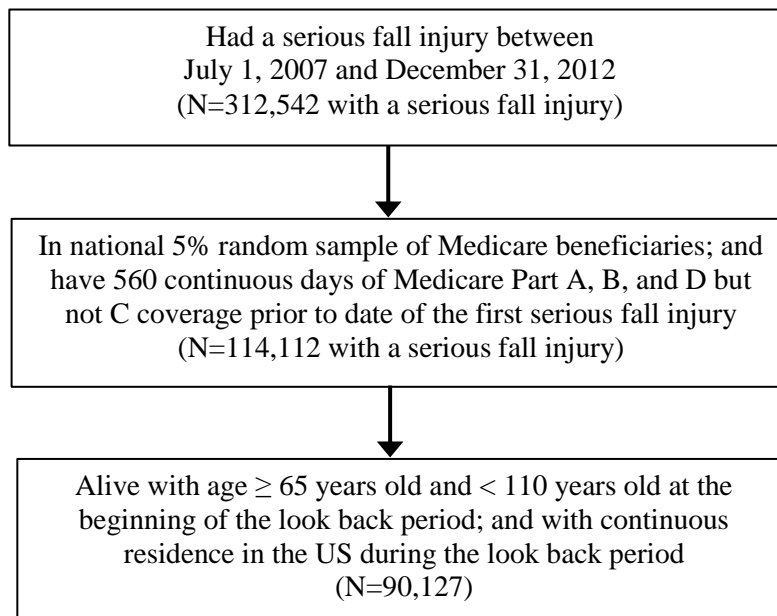 Had a serious fall injury between
July 1, 2007 and December 31, 2012
(N=312,542 with a serious fall injury)
In national 5% random sample of Medicare beneficiaries; and
have 560 continuous days of Medicare Part A, B, and D but
not C coverage prior to date of the first serious fall injury
(N=114,112 with a serious fall injury)
Alive with age ≥ 65 years old and < 110 years old at the
beginning of the look back period; and with continuous
residence in the US during the look back period
(N=90,127)